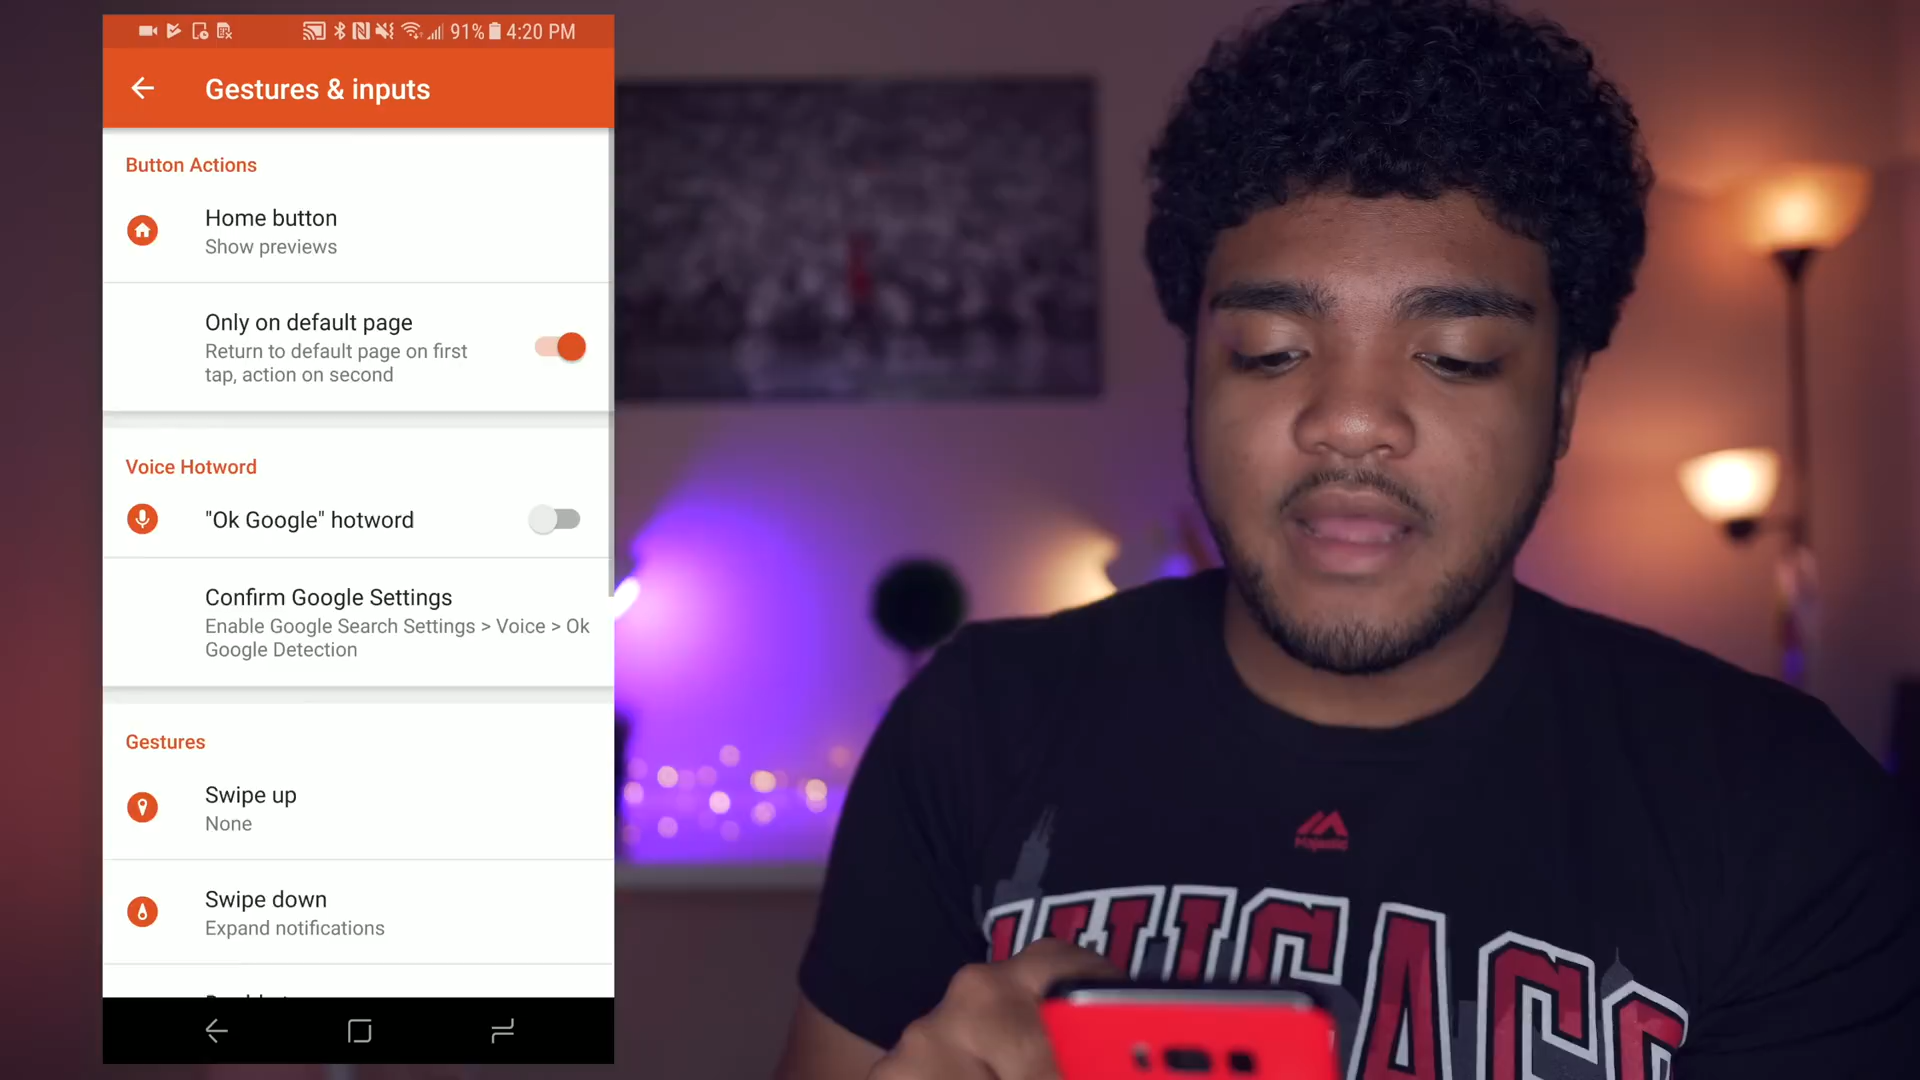 91% 4:20 PM
Gestures & inputs
Button Actions
Home button
Show previews
Only on default page
Return to default page on first
tap, action on second
Voice Hotword
"Ok Google" hotword
Confirm Google Settings
Enable Google Search Settings > Voice > Ok
Google Detection
Gestures
Swipe up
None
Swipe down
Expand notifications
Majestic
CHICAGO